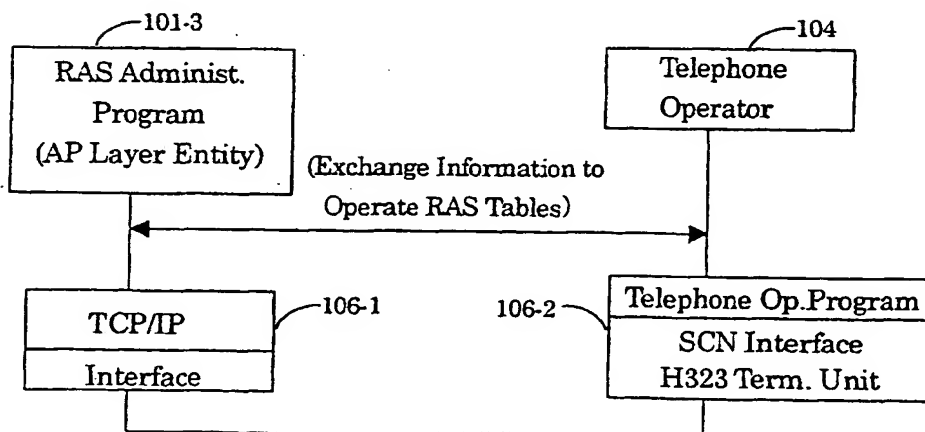 101-3
RAS Administ.
Program
(AP Layer Entity)
104
Telephone
Operator
(Exchange Information to
Operate RAS Tables)
TCP/IP
Interface
106-1
106-2
Telephone Op.Program
SCN Interface
H323 Term. Unit